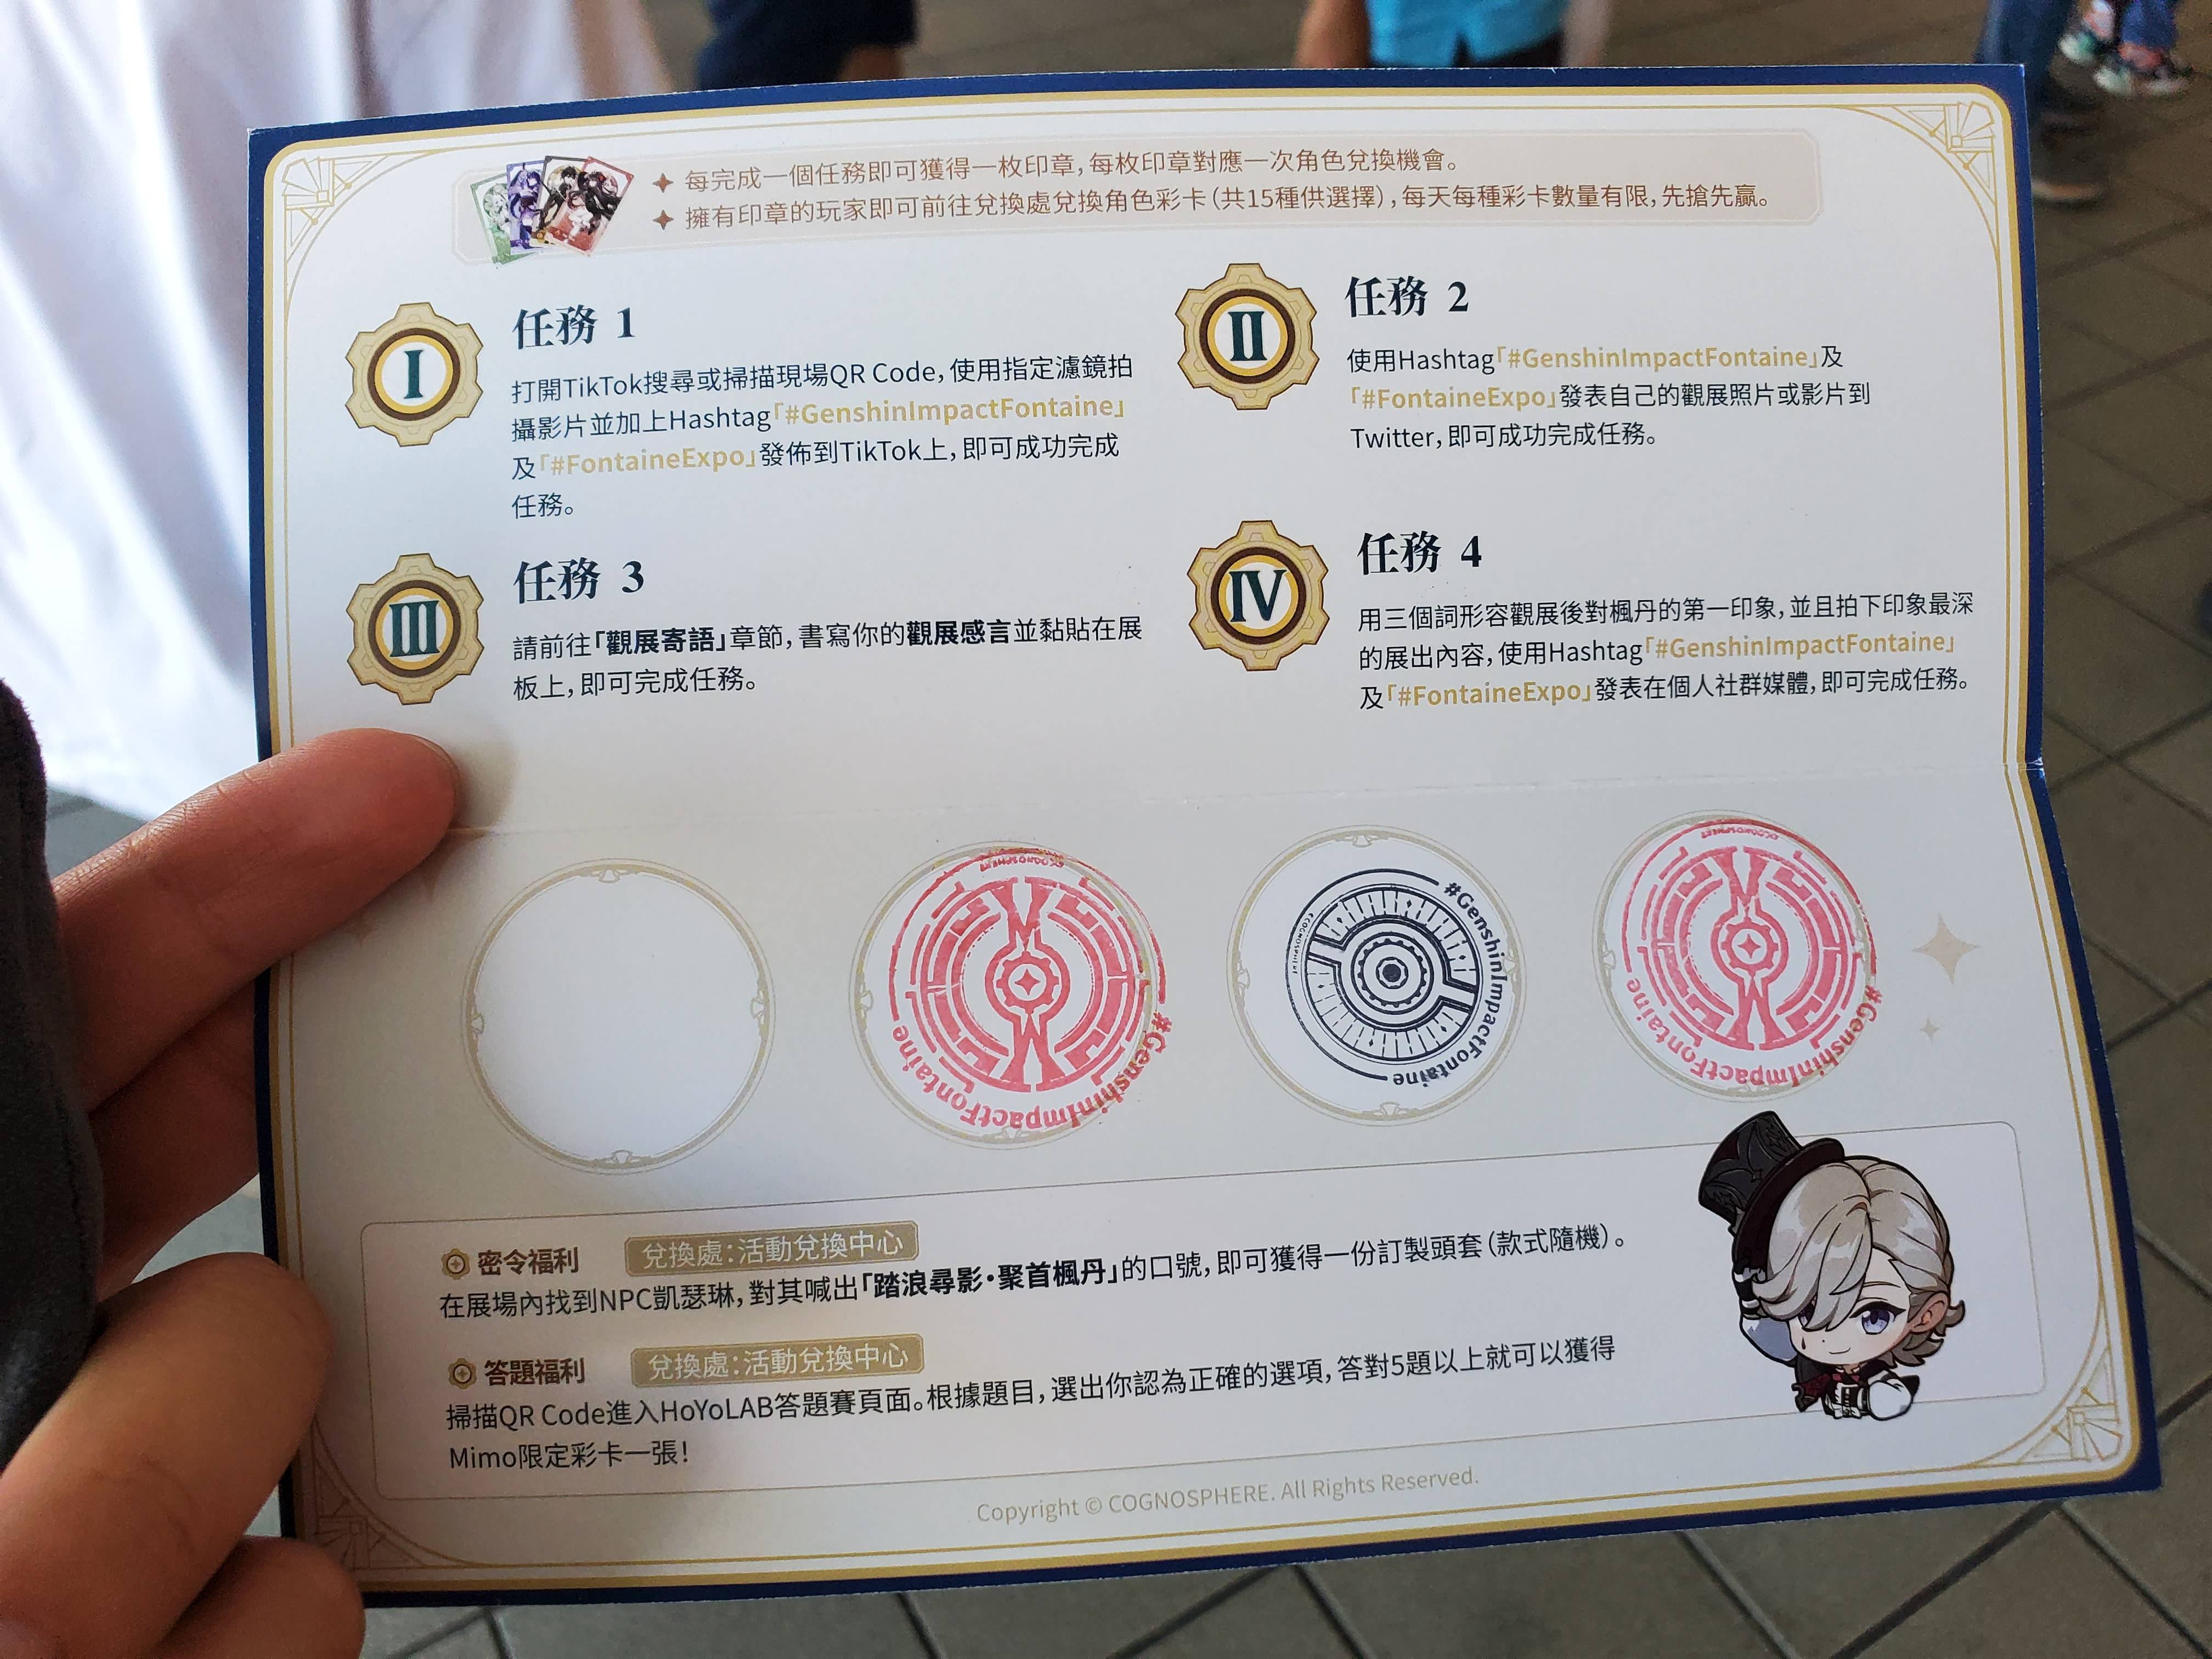 每完成一個任務即可獲得一枚印章,每枚印章對應一次角色兌換機會。
擁有印章的玩家即可前往兌換處兌換角色彩卡(共15種供選擇),每天每種彩卡數量有限,先搶先贏。
I
任務 1
打開TikTok搜尋或掃描現場QR Code,使用指定濾鏡拍
攝影片並加上Hashtag「#GenshinImpactFontaine」
及「#FontaineExpo」發佈到TikTok上,即可成功完成
任務。
II
任務 2
使用Hashtag「#GenshinImpactFontaine」及
「#FontaineExpo」發表自己的觀展照片或影片到
Twitter,即可成功完成任務。
III
任務 3
請前往「觀展寄語」章節,書寫你的觀展感言並黏貼在展
板上,即可完成任務。
IV
任務 4
用三個詞形容觀展後對楓丹的第一印象,並且拍下印象最深
的展出內容,使用Hashtag「#GenshinImpactFontaine」
及「#FontaineExpo」發表在個人社群媒體,即可完成任務。
©COGNOSPHERE
#GenshinImpactFontaine
©COGNOSPHERE
#GenshinImpactFontaine
©COGNOSPHERE
#GenshinImpactFontaine
密令福利 兌換處:活動兌換中心
在展場內找到NPC凱瑟琳,對其喊出「踏浪尋影•聚首楓丹」的口號,即可獲得一份訂製頭套(款式隨機)。
答題福利 兌換處:活動兌換中心
掃描QR Code進入HoYoLAB答題賽頁面。根據題目,選出你認為正確的選項,答對5題以上就可以獲得
Mimo限定彩卡一張!
Copyright © COGNOSPHERE. All Rights Reserved.